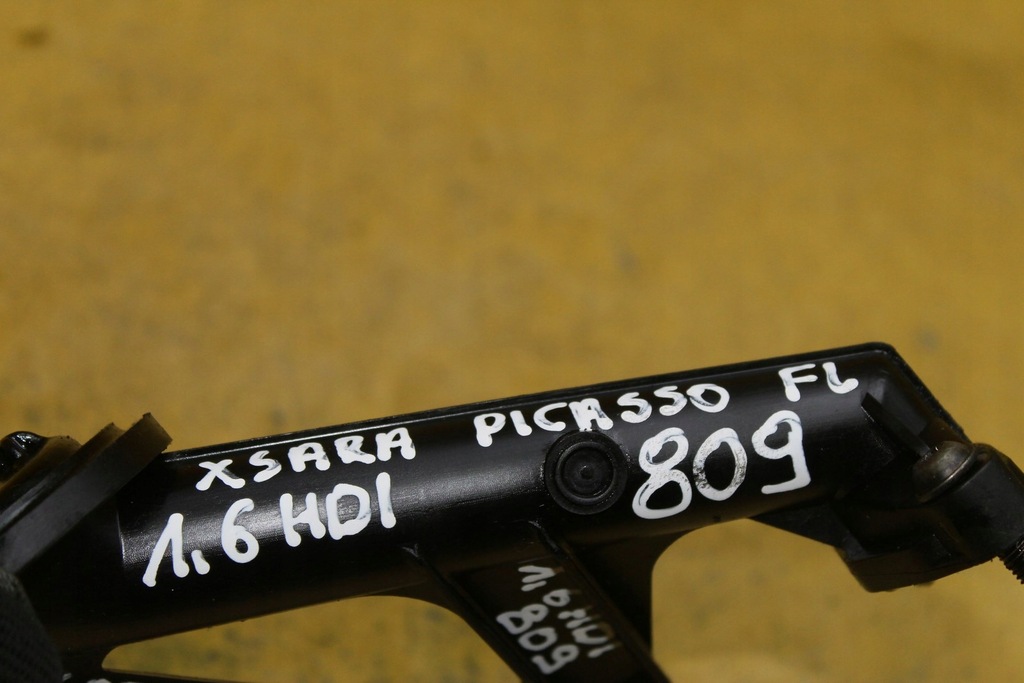 XSARA PICASSO FL
1,6 HDI 809
1,6 HDI
809